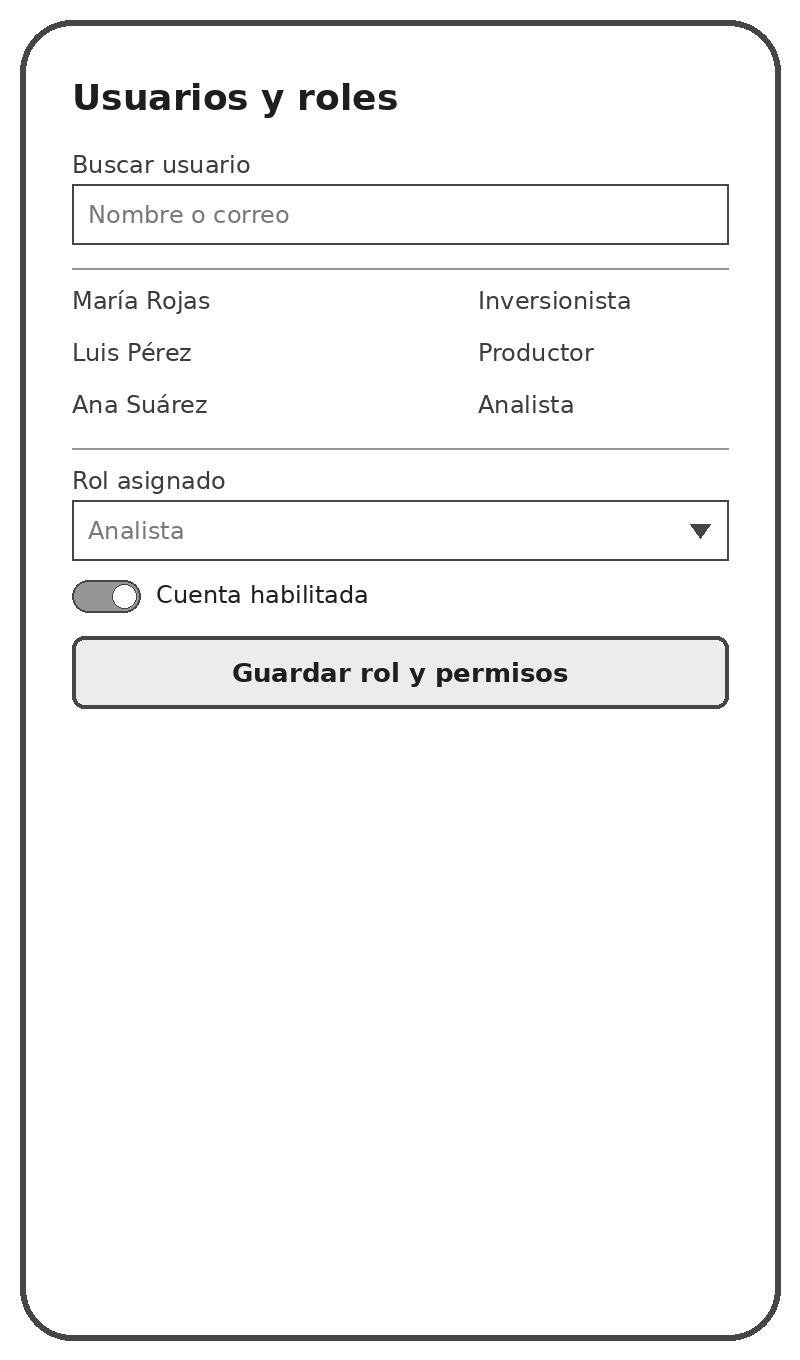 Usuarios y roles
Buscar usuario
Nombre o correo
María Rojas Inversionista
Luis Pérez Productor
Ana Suárez Analista
Rol asignado
Analista
Cuenta habilitada
Guardar rol y permisos